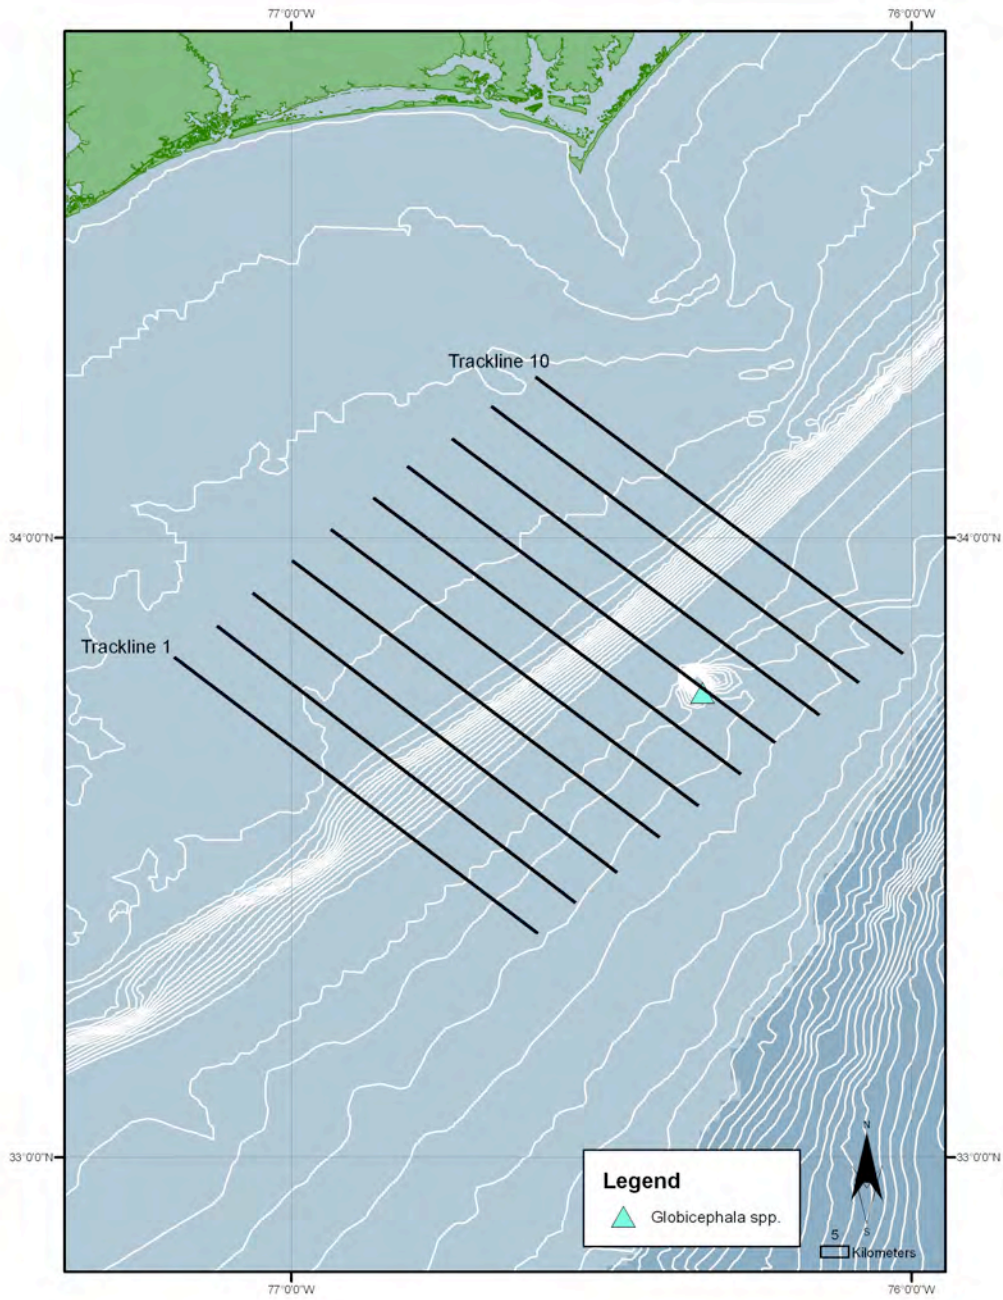 77°0'0"W 76°0'0"W
Trackline 10
34°0'0"N 34°0'0"N
Trackline 1
33°0'0"N 33°0'0"N
N
Legend
Globicephala spp.
S
5
Kilometers
77°0'0"W 76°0'0"W